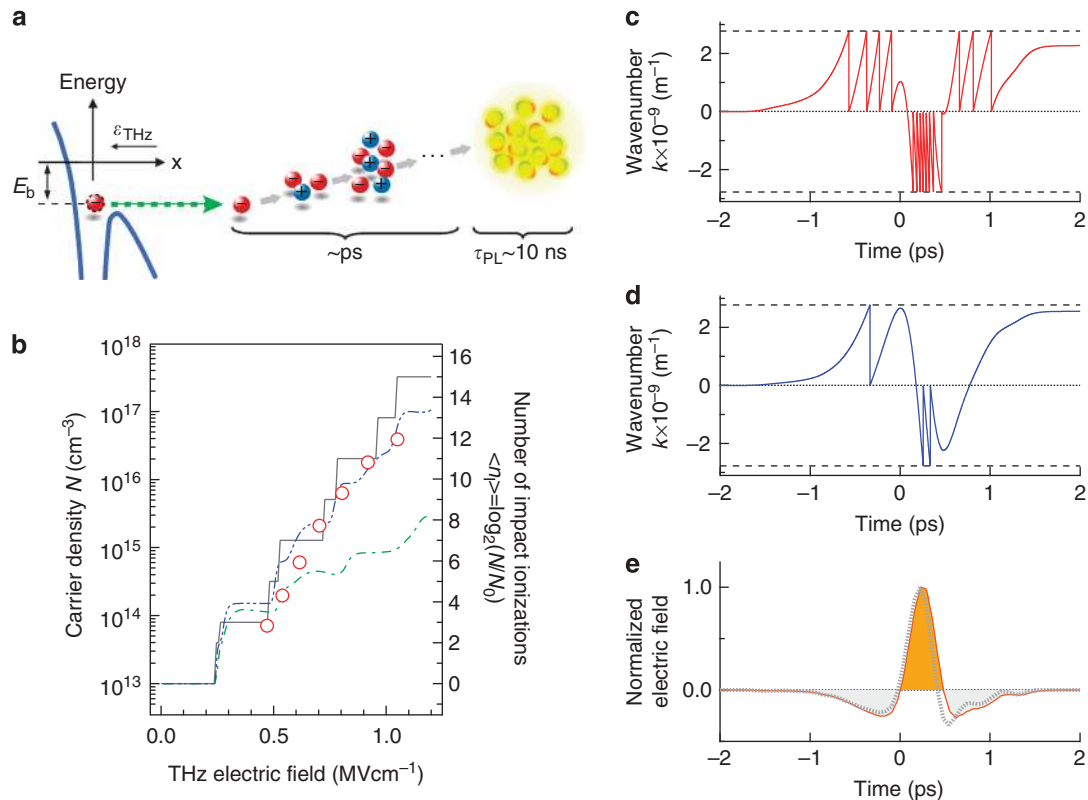 a
Energy
εTHz
x
Eb
− − − − + + + + ...
~ps
τPL~10 ns
b
Carrier density N (cm−3)
10^18
10^17
10^16
10^15
10^14
10^13
16
14
12
10
8
6
4
2
0
Number of impact ionizations
<nI>=log2(N/N0)
0.0 0.5 1.0
THz electric field (MVcm−1)
c
Wavenumber
k×10−9 (m−1)
2
0
−2
−2 −1 0 1 2
Time (ps)
d
Wavenumber
k×10−9 (m−1)
2
0
−2
−2 −1 0 1 2
Time (ps)
e
Normalized
electric field
1.0
0.0
−2 −1 0 1 2
Time (ps)